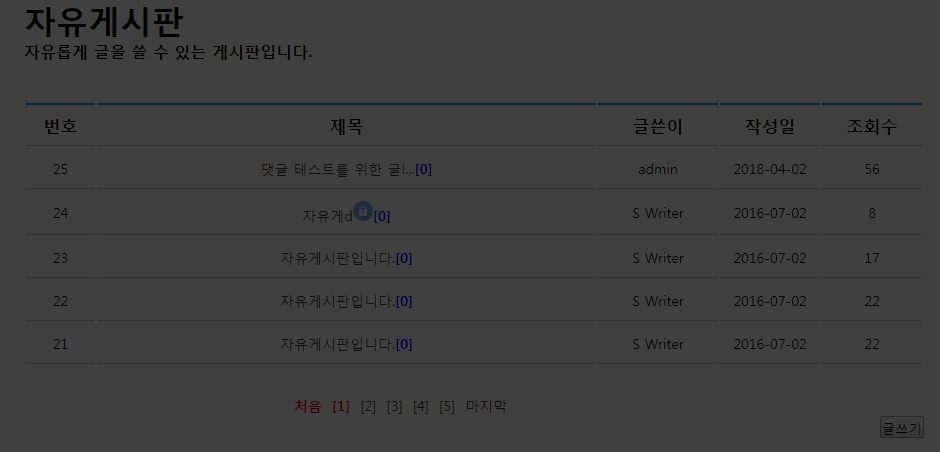 자유게시판
자유롭게 글을 쓸 수 있는 게시판입니다.
번호 제목 글쓴이 작성일 조회수
25 댓글 테스트를 위한 글!...[0] admin 2018-04-02 56
24 자유게d[0] S Writer 2016-07-02 8
23 자유게시판입니다.[0] S Writer 2016-07-02 17
22 자유게시판입니다.[0] S Writer 2016-07-02 22
21 자유게시판입니다.[0] S Writer 2016-07-02 22
처음 [1] [2] [3] [4] [5] 마지막
글쓰기